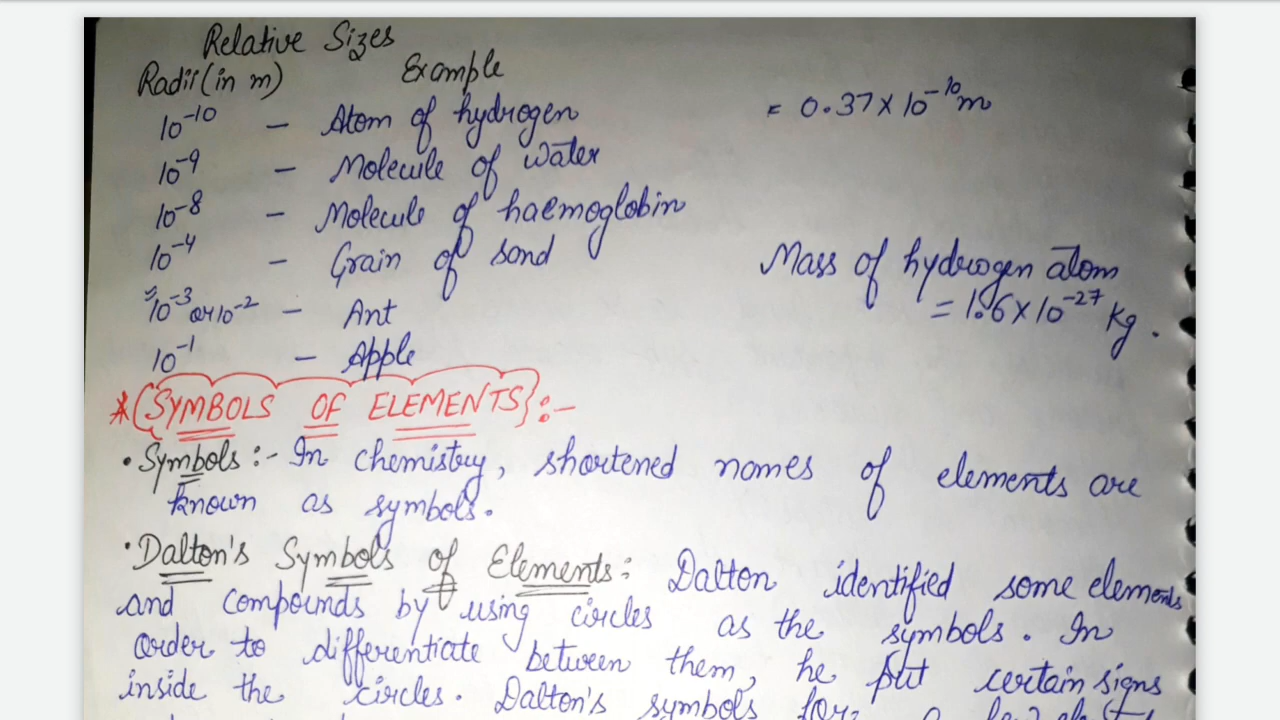 Relative Sizes
Radii (in m) Example
10⁻¹⁰ - Atom of hydrogen = 0.37 × 10⁻¹⁰ m
10⁻⁹ - Molecule of water
10⁻⁸ - Molecule of haemoglobin
10⁻⁴ - Grain of sand
Mass of hydrogen atom
10⁻³ or 10⁻² - Ant = 1.6 × 10⁻²⁷ kg.
10⁻¹ - Apple
*{SYMBOLS OF ELEMENTS}:-
• Symbols :- In chemistry, shortened names of elements are
known as symbols.
• Dalton's Symbols of Elements: Dalton identified some elements
and compounds by using circles as the symbols. In
order to differentiate between them, he put certain signs
inside the circles. Dalton's symbols for